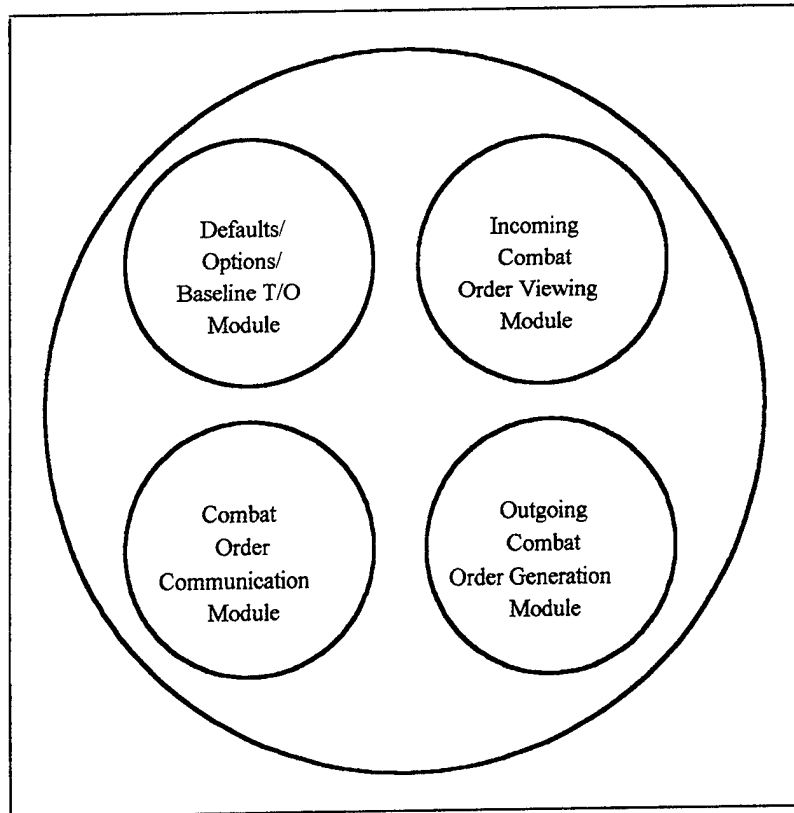 Defaults/
Options/
Baseline T/O
Module
Incoming
Combat
Order Viewing
Module
Combat
Order
Communication
Module
Outgoing
Combat
Order Generation
Module